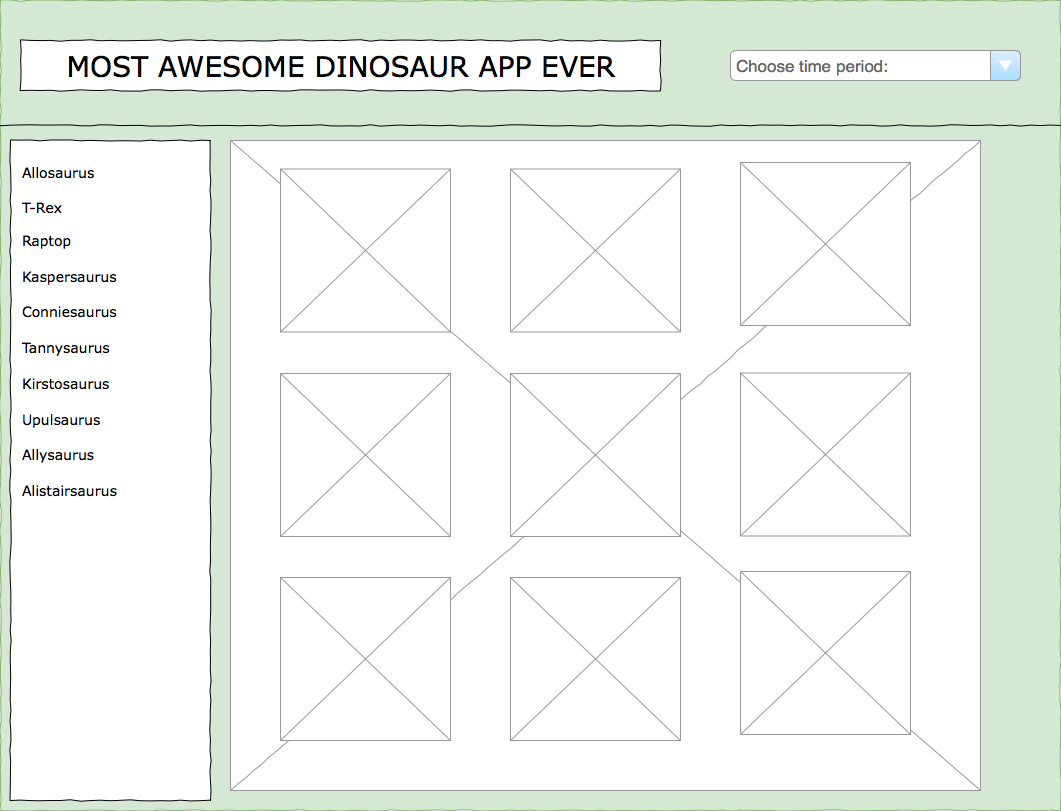 MOST AWESOME DINOSAUR APP EVER
Choose time period:
Allosaurus
T-Rex
Raptop
Kaspersaurus
Conniesaurus
Tannysaurus
Kirstosaurus
Upulsaurus
Allysaurus
Alistairsaurus